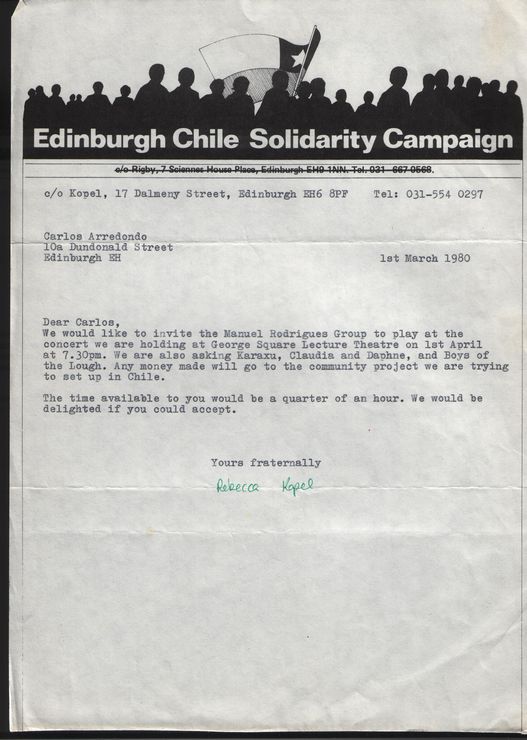 Edinburgh Chile Solidarity Campaign
c/o Rigby, 7 Sciennes House Place, Edinburgh EH9 1NN. Tel. 031 667 0568.
c/o Kopel, 17 Dalmeny Street, Edinburgh EH6 8PF Tel: 031-554 0297
Carlos Arredondo
10a Dundonald Street
Edinburgh EH 1st March 1980
Dear Carlos,
We would like to invite the Manuel Rodrigues Group to play at the
concert we are holding at George Square Lecture Theatre on 1st April
at 7.30pm. We are also asking Karaxu, Claudia and Daphne, and Boys of
the Lough. Any money made will go to the community project we are trying
to set up in Chile.
The time available to you would be a quarter of an hour. We would be
delighted if you could accept.
Yours fraternally
Rebecca Kopel